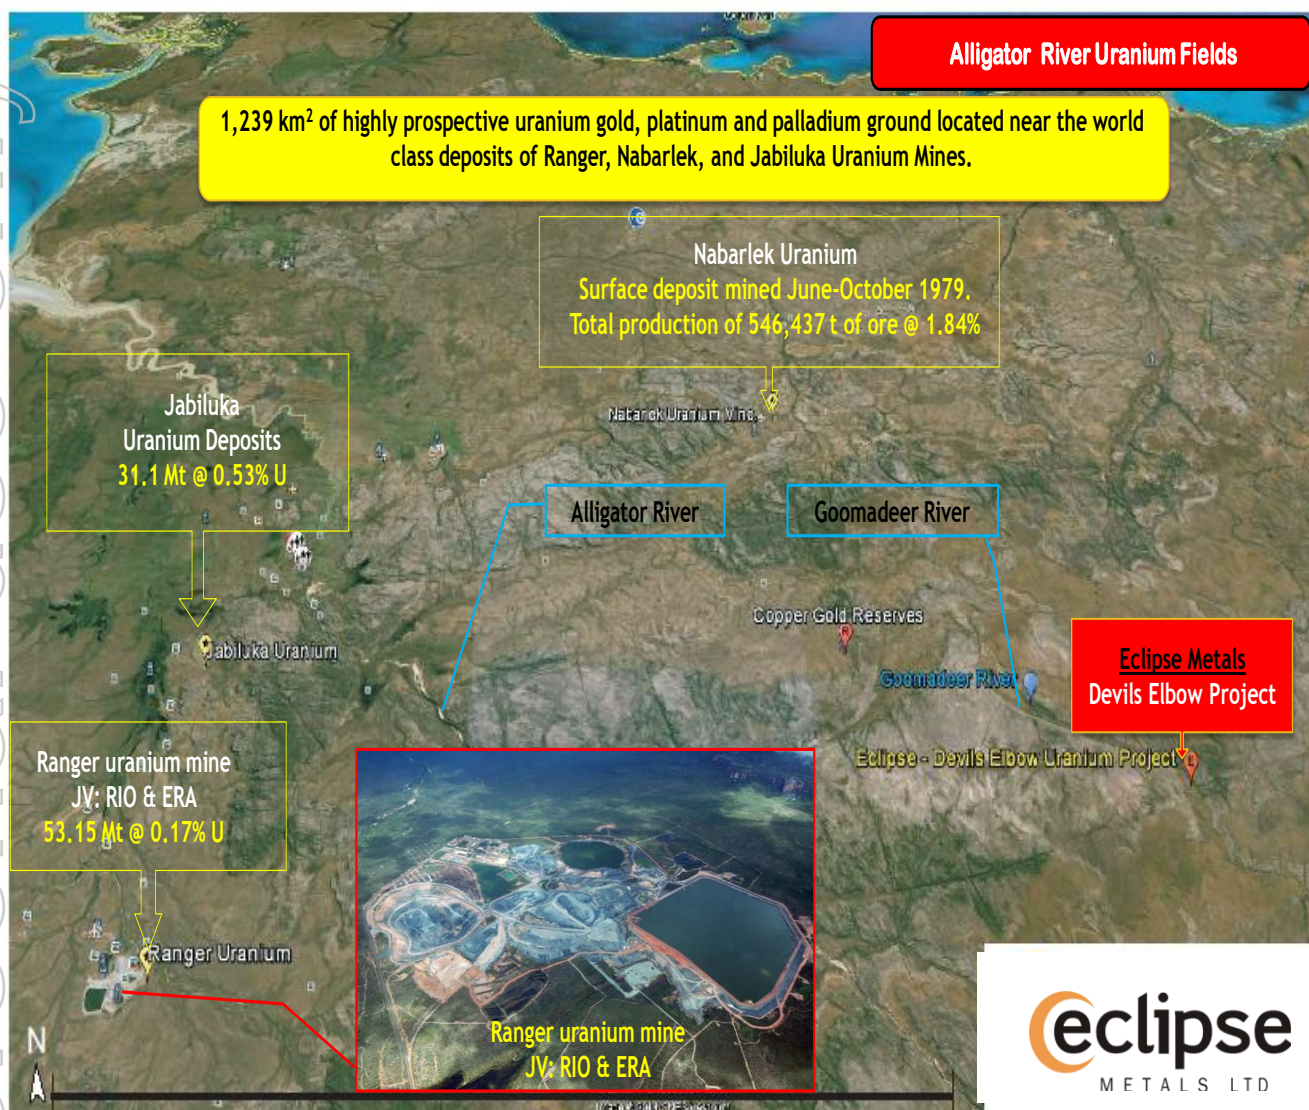 Alligator River Uranium Fields
1,239 km² of highly prospective uranium gold, platinum and palladium ground located near the world
class deposits of Ranger, Nabarlek, and Jabiluka Uranium Mines.
Nabarlek Uranium
Surface deposit mined June-October 1979.
Total production of 546,437 t of ore @ 1.84%
Jabiluka
Uranium Deposits
31.1 Mt @ 0.53% U
Nabarlek Uranium Mine
Alligator River
Goomadeer River
Copper Gold Reserves
Jabiluka Uranium
Goomadeer River
Eclipse Metals
Devils Elbow Project
Eclipse - Devils Elbow Uranium Project
Ranger uranium mine
JV: RIO & ERA
53.15 Mt @ 0.17% U
Ranger Uranium
Ranger uranium mine
JV: RIO & ERA
N
eclipse
METALS LTD